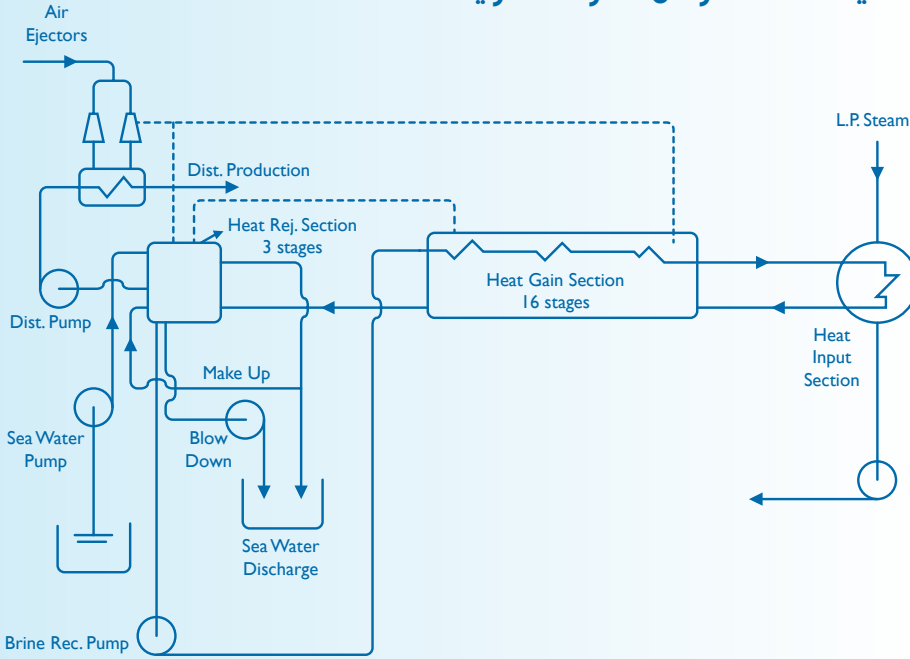 Air
Ejectors
L.P. Steam
Dist. Production
Heat Rej. Section
3 stages
Heat Gain Section
16 stages
Dist. Pump
Heat
Input
Section
Make Up
Sea Water
Pump
Blow
Down
Sea Water
Discharge
Brine Rec. Pump